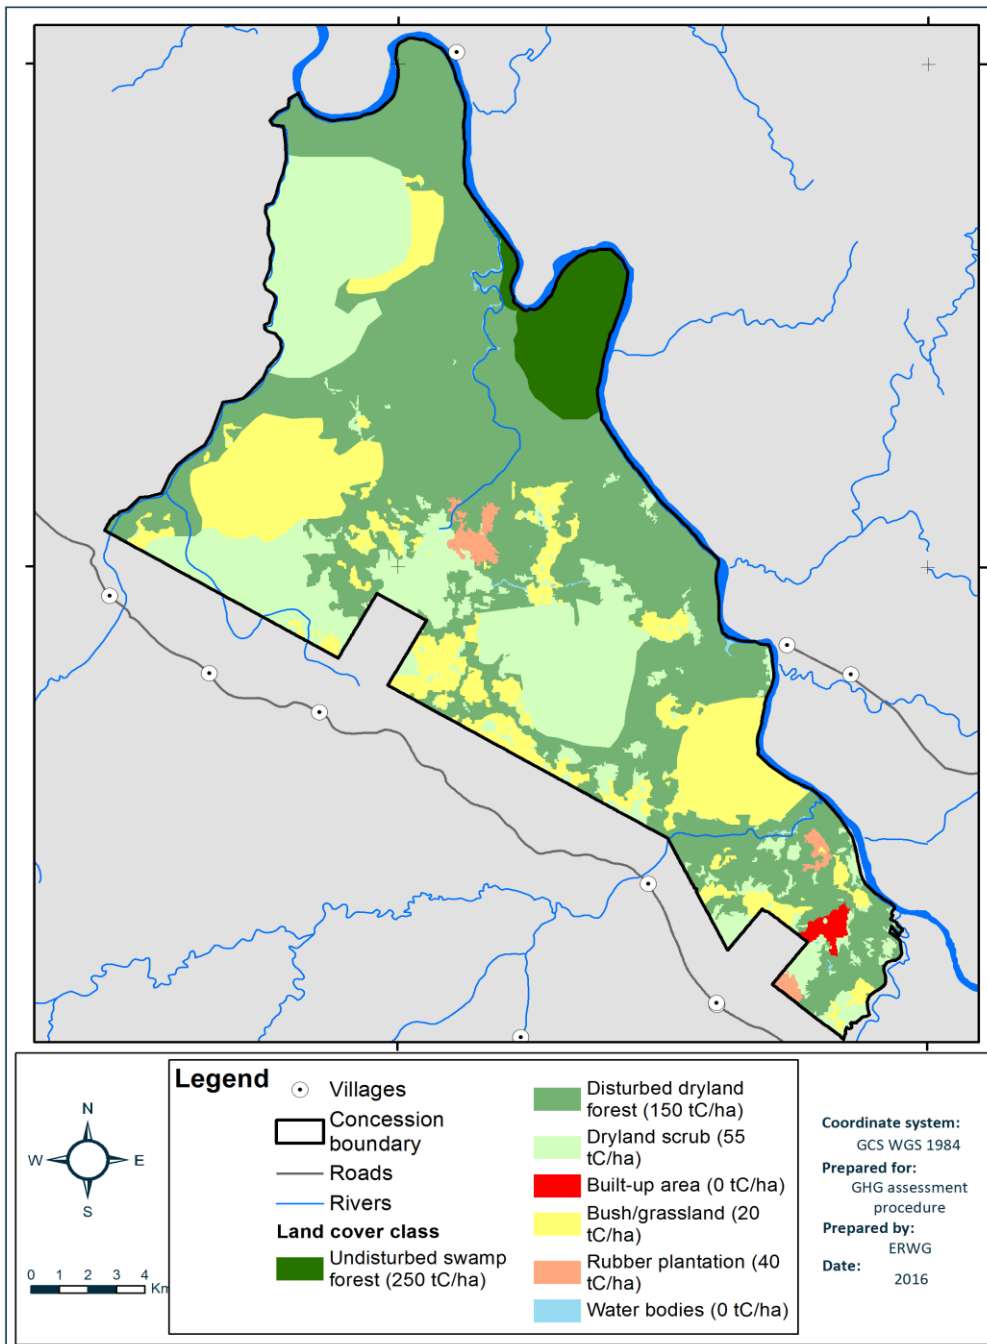 Legend
Villages
Concession
boundary
Roads
Rivers
Land cover class
Undisturbed swamp
forest (250 tC/ha)
Disturbed dryland
forest (150 tC/ha)
Dryland scrub (55
tC/ha)
Built-up area (0 tC/ha)
Bush/grassland (20
tC/ha)
Rubber plantation (40
tC/ha)
Water bodies (0 tC/ha)
N
W
E
S
0 1 2 3 4
Km
Coordinate system:
GCS WGS 1984
Prepared for:
GHG assessment
procedure
Prepared by:
ERWG
Date:
2016